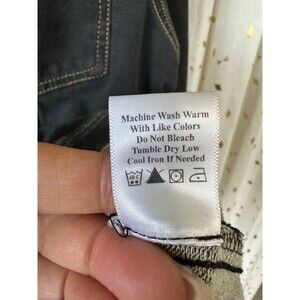 Machine Wash Warm
With Like Colors
Do Not Bleach
Tumble Dry Low
Cool Iron If Needed